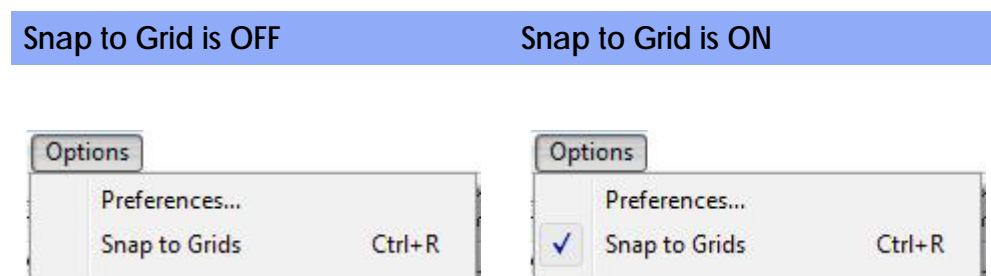 Snap to Grid is OFF
Snap to Grid is ON
Options
Preferences...
Snap to Grids Ctrl+R
Options
Preferences...
Snap to Grids Ctrl+R